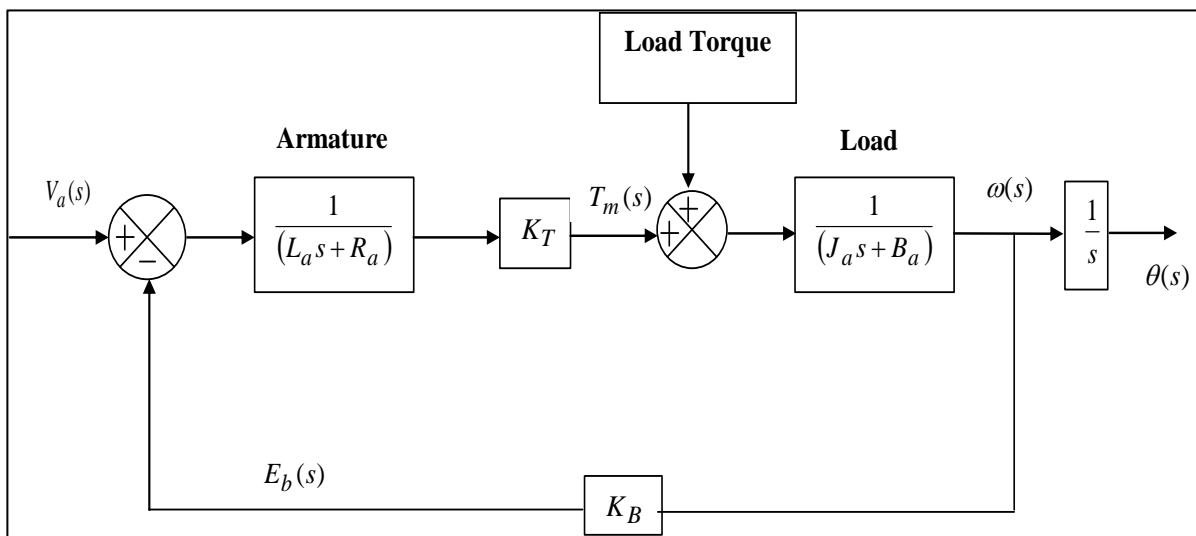 Load Torque
Armature
Load
V_a(s)
+
−
1
(L_a s + R_a)
K_T
T_m(s)
+
+
1
(J_a s + B_a)
ω(s)
1
s
θ(s)
E_b(s)
K_B